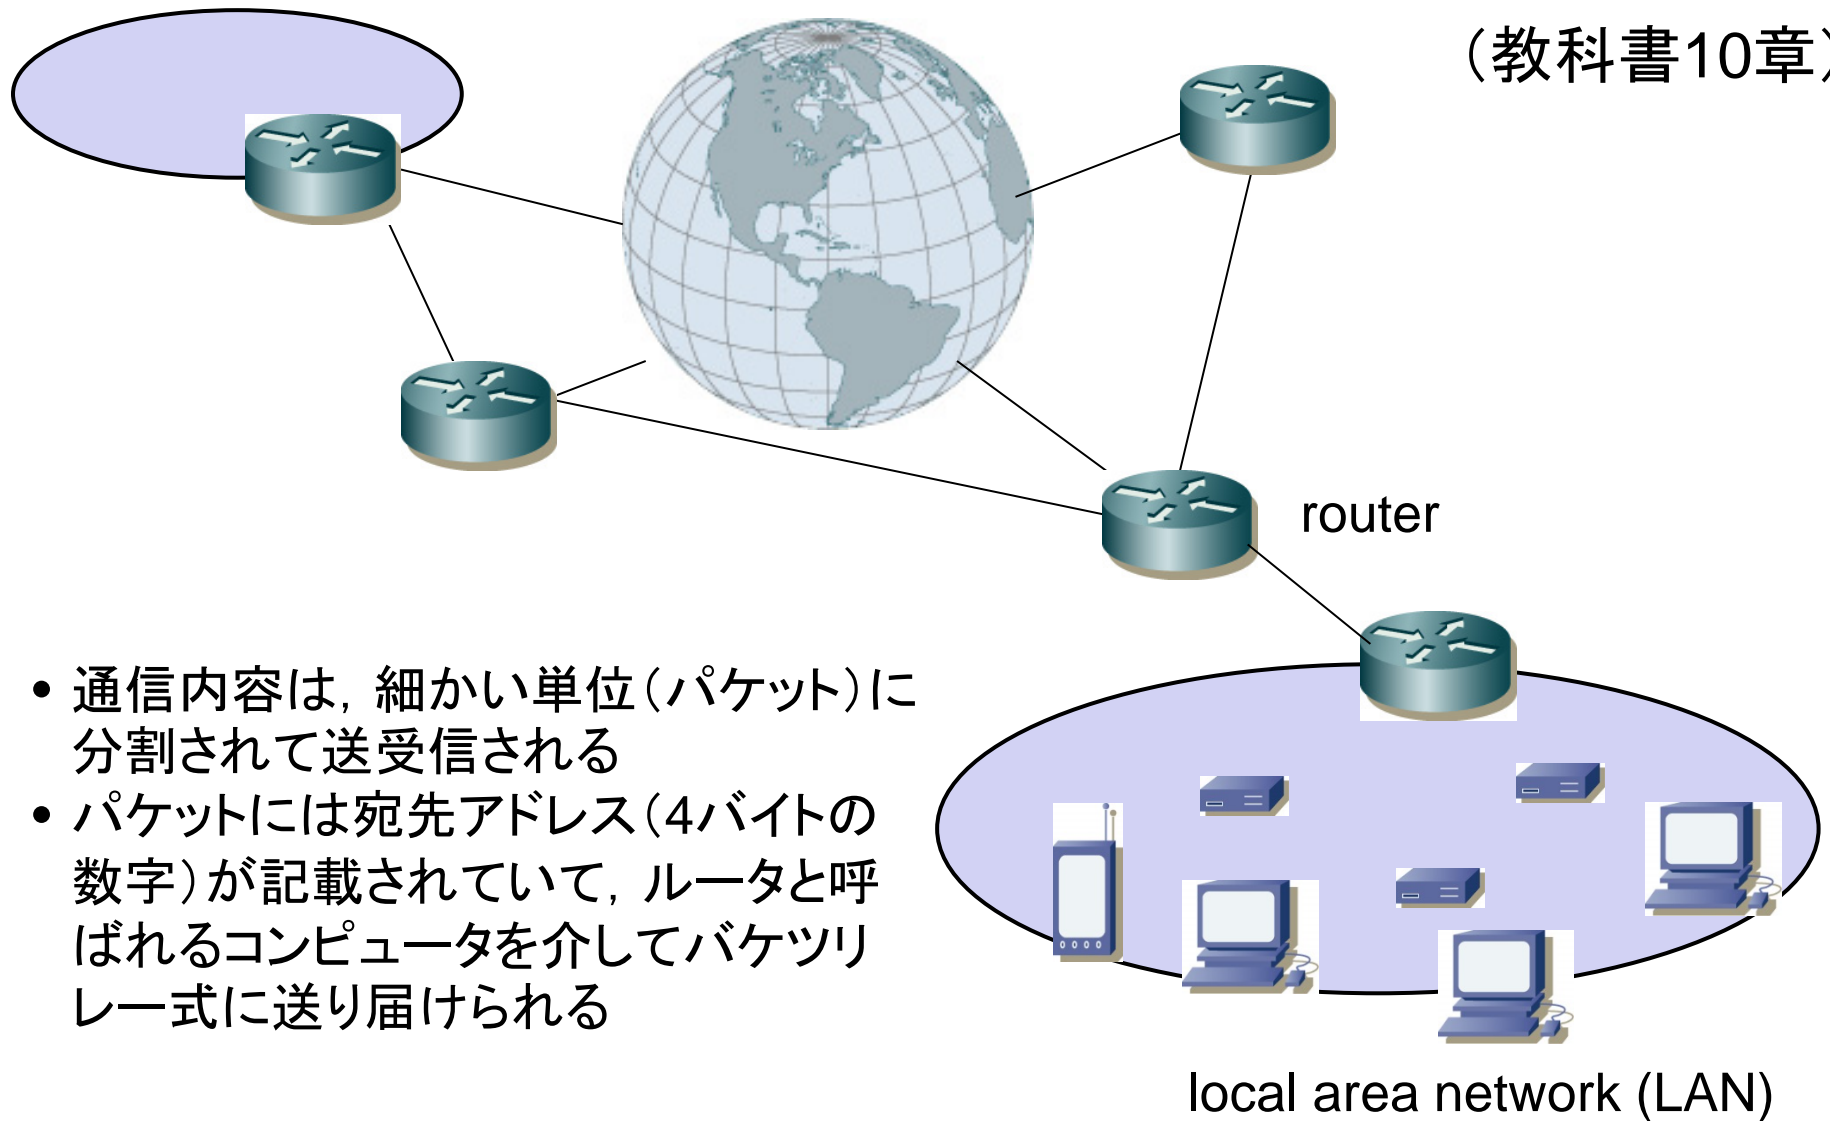 （教科書10章）
router
• 通信内容は，細かい単位（パケット）に
分割されて送受信される
• パケットには宛先アドレス（4バイトの
数字）が記載されていて，ルータと呼
ばれるコンピュータを介してバケツリ
レー式に送り届けられる
local area network (LAN)